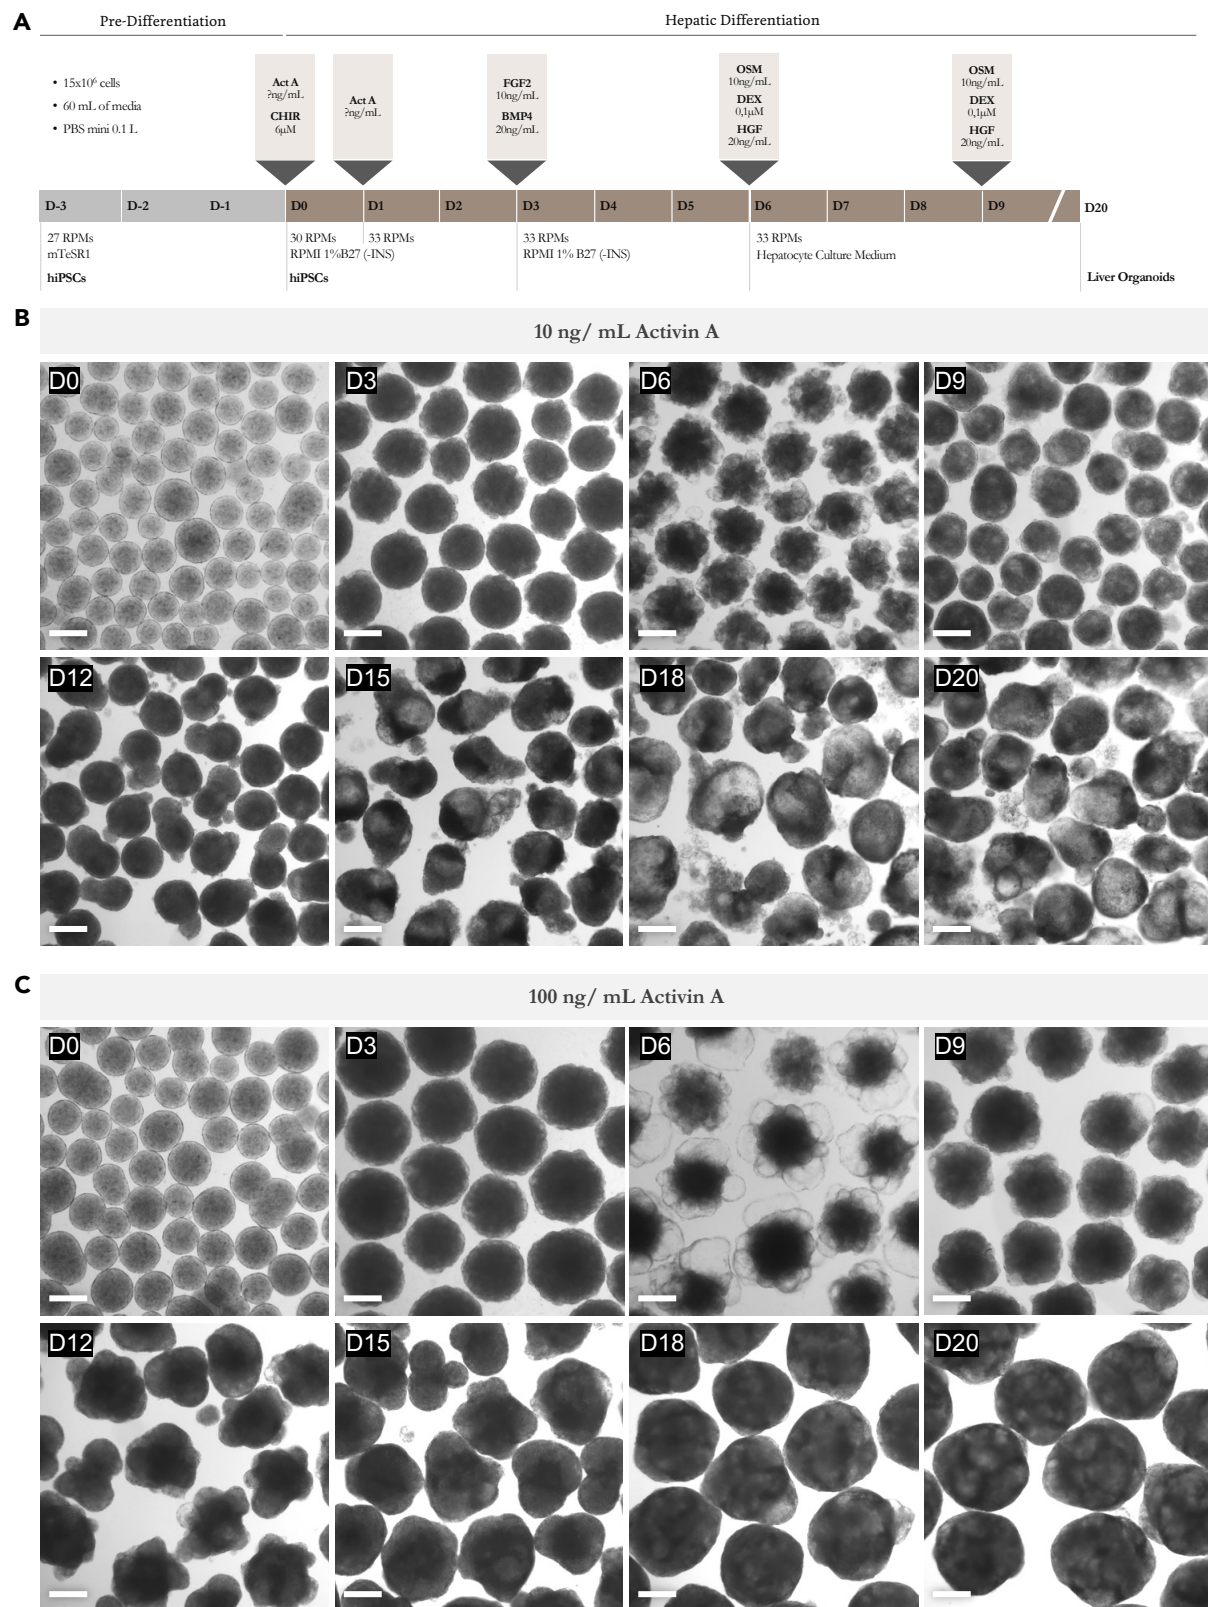 A
Pre-Differentiation
Hepatic Differentiation
• 15x10⁶ cells
• 60 mL of media
• PBS mini 0.1 L
Act A
?ng/mL
CHIR
6µM
Act A
?ng/mL
FGF2
10ng/mL
BMP4
20ng/mL
OSM
10ng/mL
DEX
0,1µM
HGF
20ng/mL
OSM
10ng/mL
DEX
0,1µM
HGF
20ng/mL
D-3 D-2 D-1 D0 D1 D2 D3 D4 D5 D6 D7 D8 D9 D20
27 RPMs
mTeSR1
hiPSCs
30 RPMs 33 RPMs
RPMI 1%B27 (-INS)
hiPSCs
33 RPMs
RPMI 1% B27 (-INS)
33 RPMs
Hepatocyte Culture Medium
Liver Organoids
B
10 ng/ mL Activin A
D0 D3 D6 D9
D12 D15 D18 D20
C
100 ng/ mL Activin A
D0 D3 D6 D9
D12 D15 D18 D20